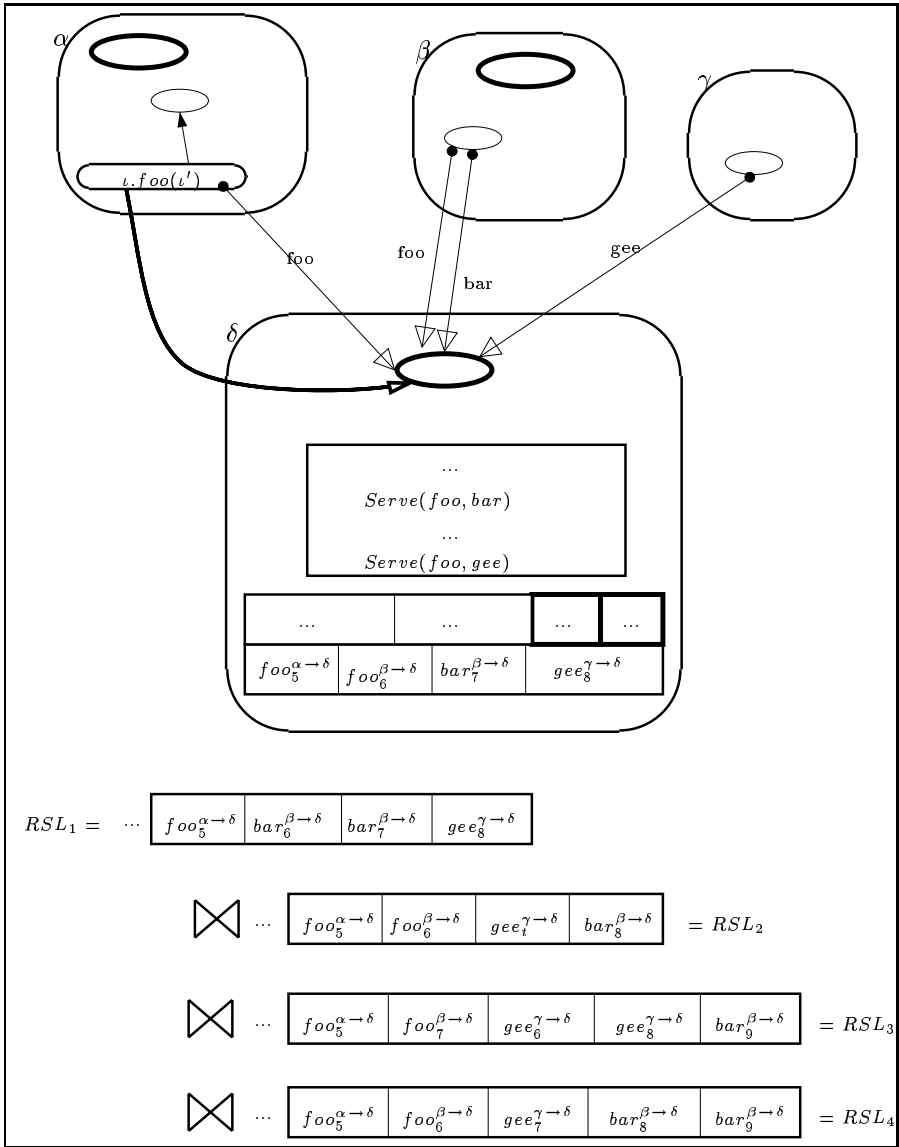 α
β
γ
ι.foo(ι′)
foo
foo
bar
gee
δ
...
Serve(foo, bar)
...
Serve(foo, gee)
... ... ... ...
foo₅^{α→δ} foo₆^{β→δ} bar₇^{β→δ} gee₈^{γ→δ}
RSL₁ = ... foo₅^{α→δ} bar₆^{β→δ} bar₇^{β→δ} gee₈^{γ→δ}
⋈ ... foo₅^{α→δ} foo₆^{β→δ} gee_t^{γ→δ} bar₈^{β→δ} = RSL₂
⋈ ... foo₅^{α→δ} foo₇^{β→δ} gee₆^{γ→δ} gee₈^{γ→δ} bar₉^{β→δ} = RSL₃
⋈ ... foo₅^{α→δ} foo₆^{β→δ} gee₇^{γ→δ} bar₈^{β→δ} bar₉^{β→δ} = RSL₄